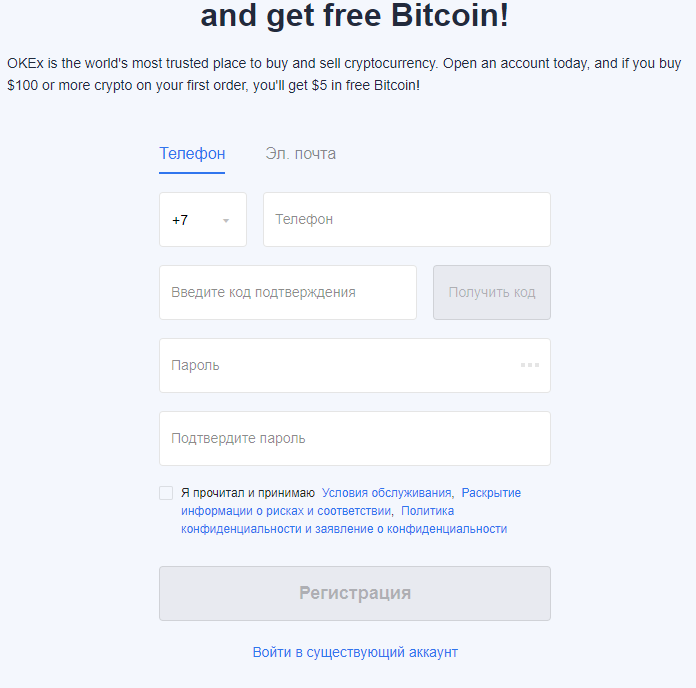 and get free Bitcoin!
OKEx is the world's most trusted place to buy and sell cryptocurrency. Open an account today, and if you buy
$100 or more crypto on your first order, you'll get $5 in free Bitcoin!
Телефон Эл. почта
+7 Телефон
Введите код подтверждения Получить код
Пароль
Подтвердите пароль
Я прочитал и принимаю Условия обслуживания, Раскрытие
информации о рисках и соответствии, Политика
конфиденциальности и заявление о конфиденциальности
Регистрация
Войти в существующий аккаунт